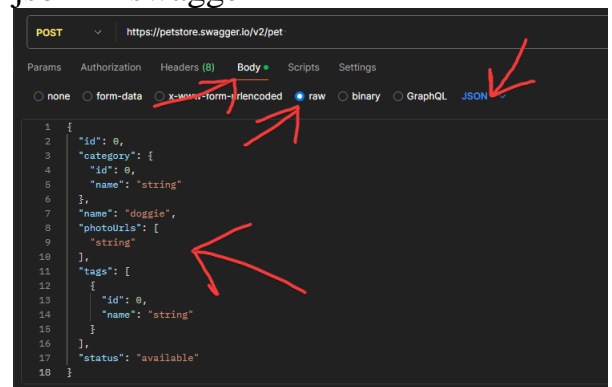 POST https://petstore.swagger.io/v2/pet
Params Authorization Headers (8) Body Scripts Settings
none form-data x-www-form-urlencoded raw binary GraphQL JSON
1 {
2 "id": 0,
3 "category": {
4 "id": 0,
5 "name": "string"
6 },
7 "name": "doggie",
8 "photoUrls": [
9 "string"
10 ],
11 "tags": [
12 {
13 "id": 0,
14 "name": "string"
15 }
16 ],
17 "status": "available"
18 }